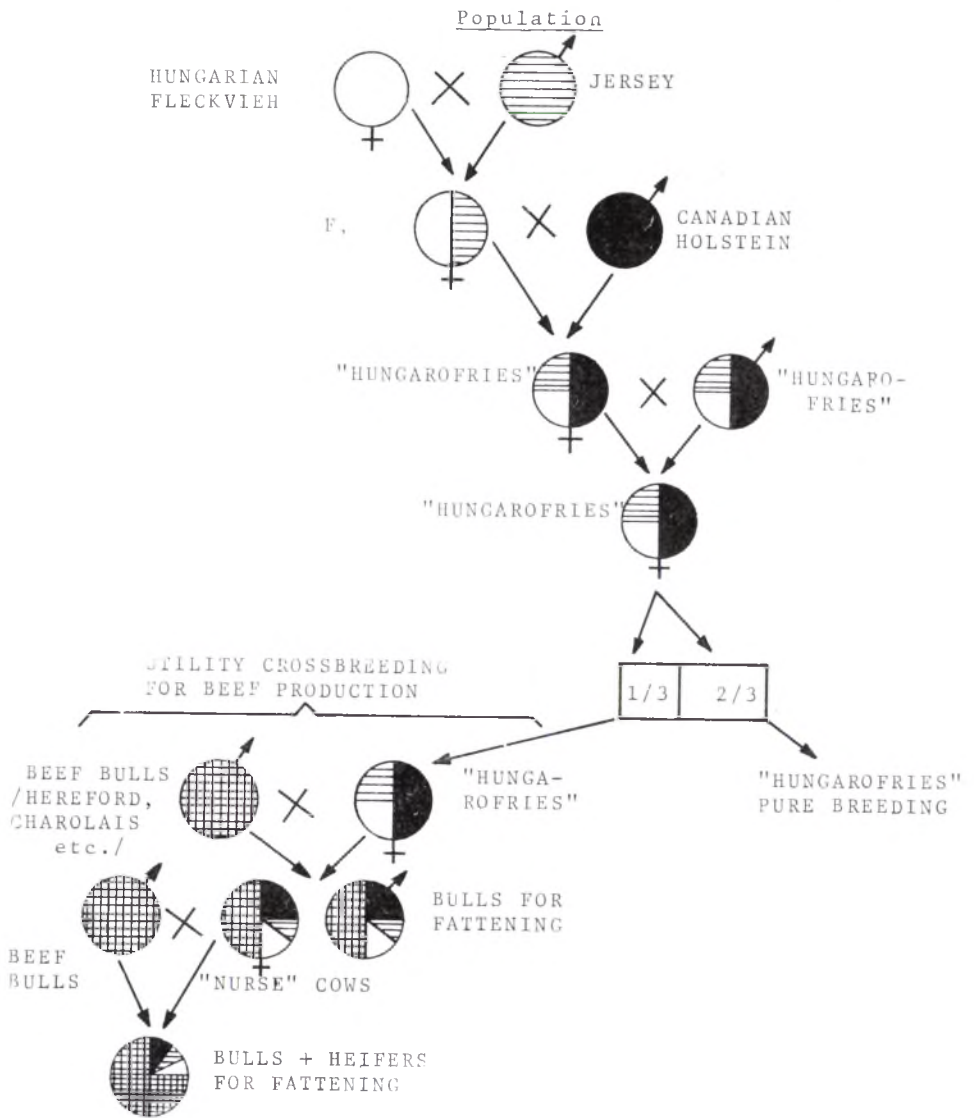 Population
HUNGARIAN
FLECKVIEH
JERSEY
F,
CANADIAN
HOLSTEIN
"HUNGAROFRIES"
"HUNGARO-
FRIES"
"HUNGAROFRIES"
UTILITY CROSSBREEDING
FOR BEEF PRODUCTION
1/3
2/3
BEEF BULLS
/HEREFORD,
CHAROLAIS
etc./
"HUNGA-
ROFRIES"
"HUNGAROFRIES"
PURE BREEDING
BULLS FOR
FATTENING
BEEF
BULLS
"NURSE" COWS
BULLS + HEIFERS
FOR FATTENING